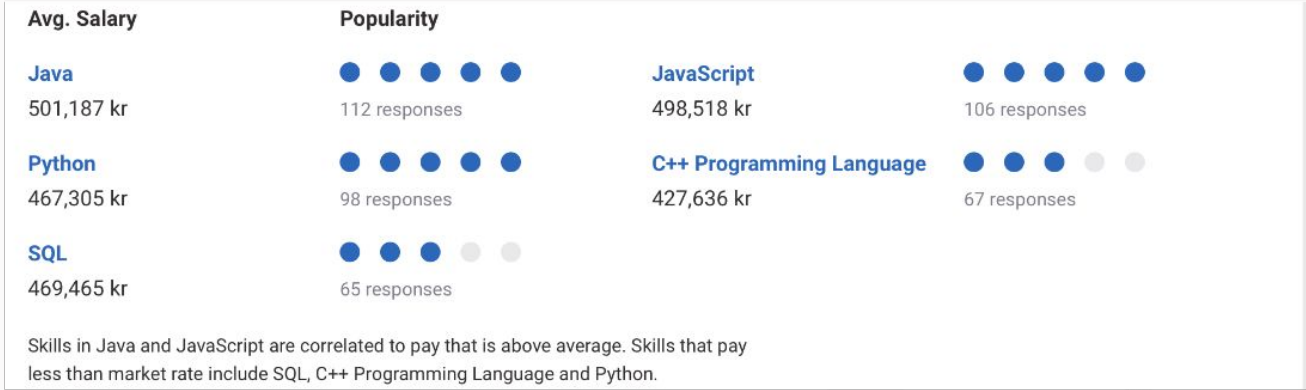 Avg. Salary
Popularity
Java
501,187 kr
112 responses
JavaScript
498,518 kr
106 responses
Python
467,305 kr
98 responses
C++ Programming Language
427,636 kr
67 responses
SQL
469,465 kr
65 responses
Skills in Java and JavaScript are correlated to pay that is above average. Skills that pay
less than market rate include SQL, C++ Programming Language and Python.